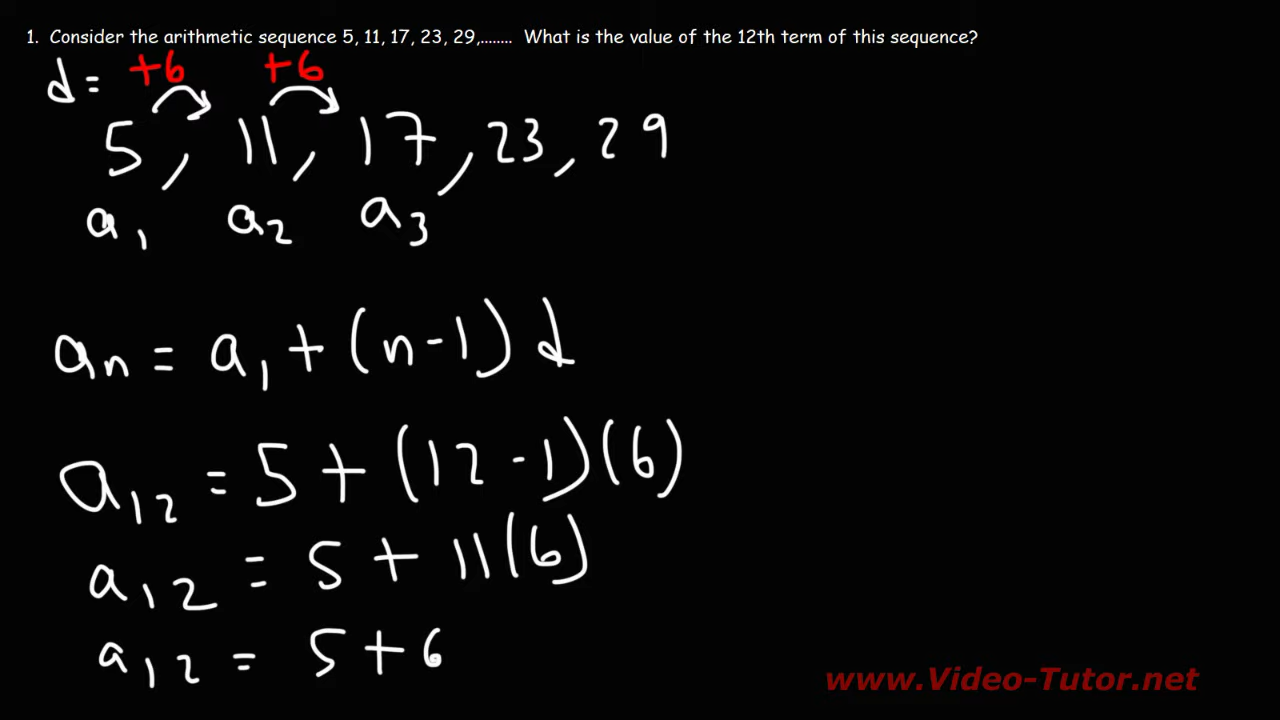 1. Consider the arithmetic sequence 5, 11, 17, 23, 29,........ What is the value of the 12th term of this sequence?
d= +6 +6
5, 11, 17, 23, 29
a₁ a₂ a₃
aₙ = a₁ + (n-1) d
a₁₂ = 5 + (12-1)(6)
a₁₂ = 5 + 11(6)
a₁₂ = 5 + 6
www.Video-Tutor.net